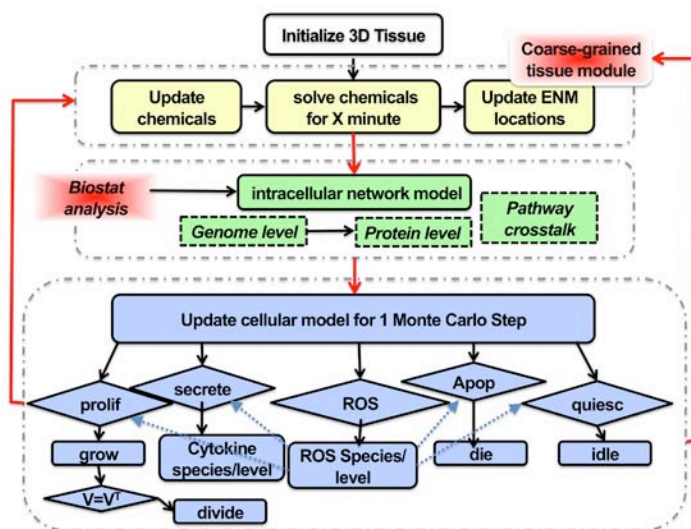 Initialize 3D Tissue
Coarse-grained
tissue module
Update
chemicals
solve chemicals
for X minute
Update ENM
locations
Biostat
analysis
intracellular network model
Genome level
Protein level
Pathway
crosstalk
Update cellular model for 1 Monte Carlo Step
prolif
secrete
ROS
Apop
quiesc
grow
Cytokine
species/level
ROS Species/
level
die
idle
V=Vᵀ
divide